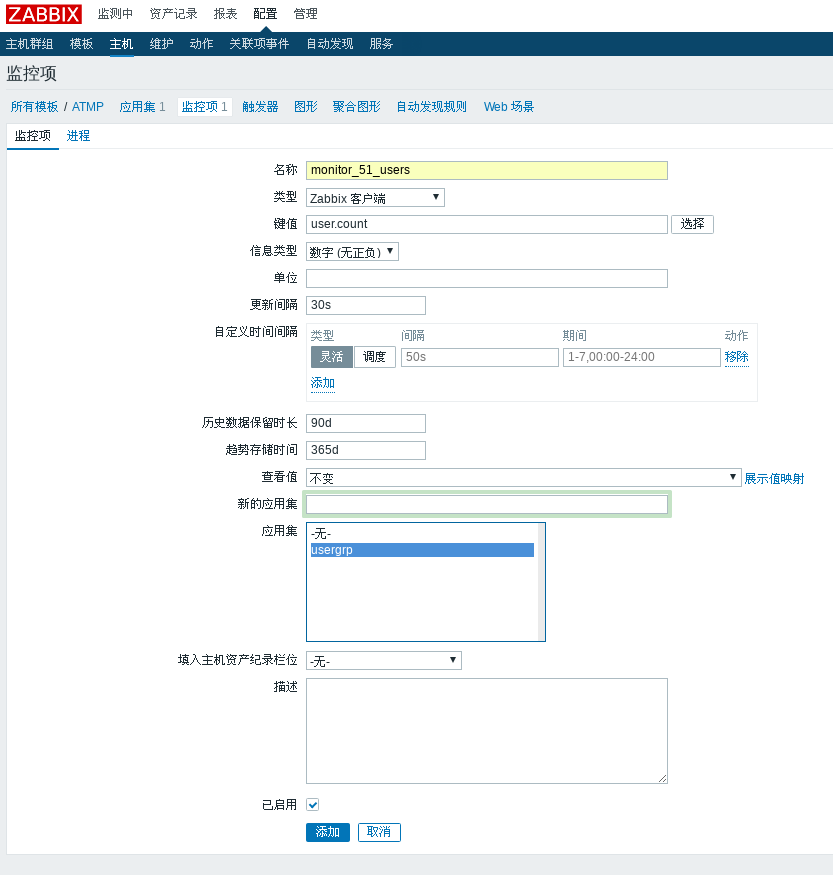 ZABBIX 监测中 资产记录 报表 配置 管理
主机群组 模板 主机 维护 动作 关联项事件 自动发现 服务
监控项
所有模板 / ATMP 应用集 1 监控项 1 触发器 图形 聚合图形 自动发现规则 Web 场景
监控项 进程
名称 monitor_51_users
类型 Zabbix 客户端
键值 user.count 选择
信息类型 数字 (无正负)
单位
更新间隔 30s
自定义时间间隔 类型 间隔 期间 动作
灵活 调度 50s 1-7,00:00-24:00 移除
添加
历史数据保留时长 90d
趋势存储时间 365d
查看值 不变 展示值映射
新的应用集
应用集 -无-
usergrp
填入主机资产纪录栏位 -无-
描述
已启用
添加 取消